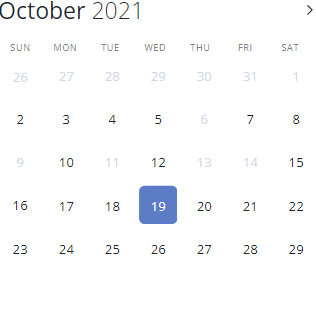 October 2021
SUN MON TUE WED THU FRI SAT
26 27 28 29 30 31 1
2 3 4 5 6 7 8
9 10 11 12 13 14 15
16 17 18 19 20 21 22
23 24 25 26 27 28 29